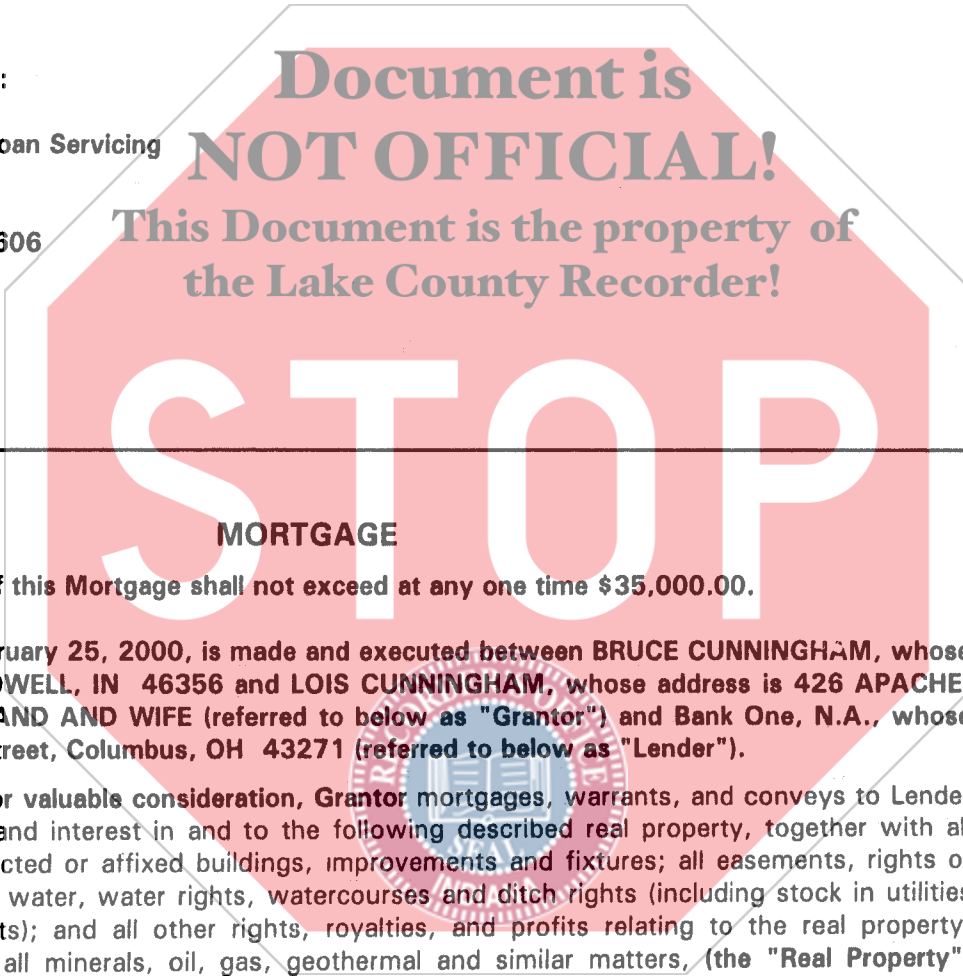 :
Document is
oan Servicing
NOT OFFICIAL!
606
This Document is the property of
the Lake County Recorder!
STOP
MORTGAGE
this Mortgage shall not exceed at any one time $35,000.00.
ruary 25, 2000, is made and executed between BRUCE CUNNINGHAM, whose
WELL, IN 46356 and LOIS CUNNINGHAM, whose address is 426 APACHE
AND AND WIFE (referred to below as "Grantor") and Bank One, N.A., whose
treet, Columbus, OH 43271 (referred to below as "Lender").
or valuable consideration, Grantor mortgages, warrants, and conveys to Lende
and interest in and to the following described real property, together with al
cted or affixed buildings, improvements and fixtures; all easements, rights o
water, water rights, watercourses and ditch rights (including stock in utilities
ts); and all other rights, royalties, and profits relating to the real property
all minerals, oil, gas, geothermal and similar matters, (the "Real Property"
SEAL